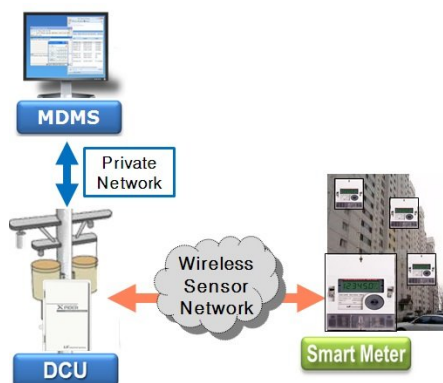 MDMS
Private
Network
Wireless
Sensor
Network
DCU
Smart Meter